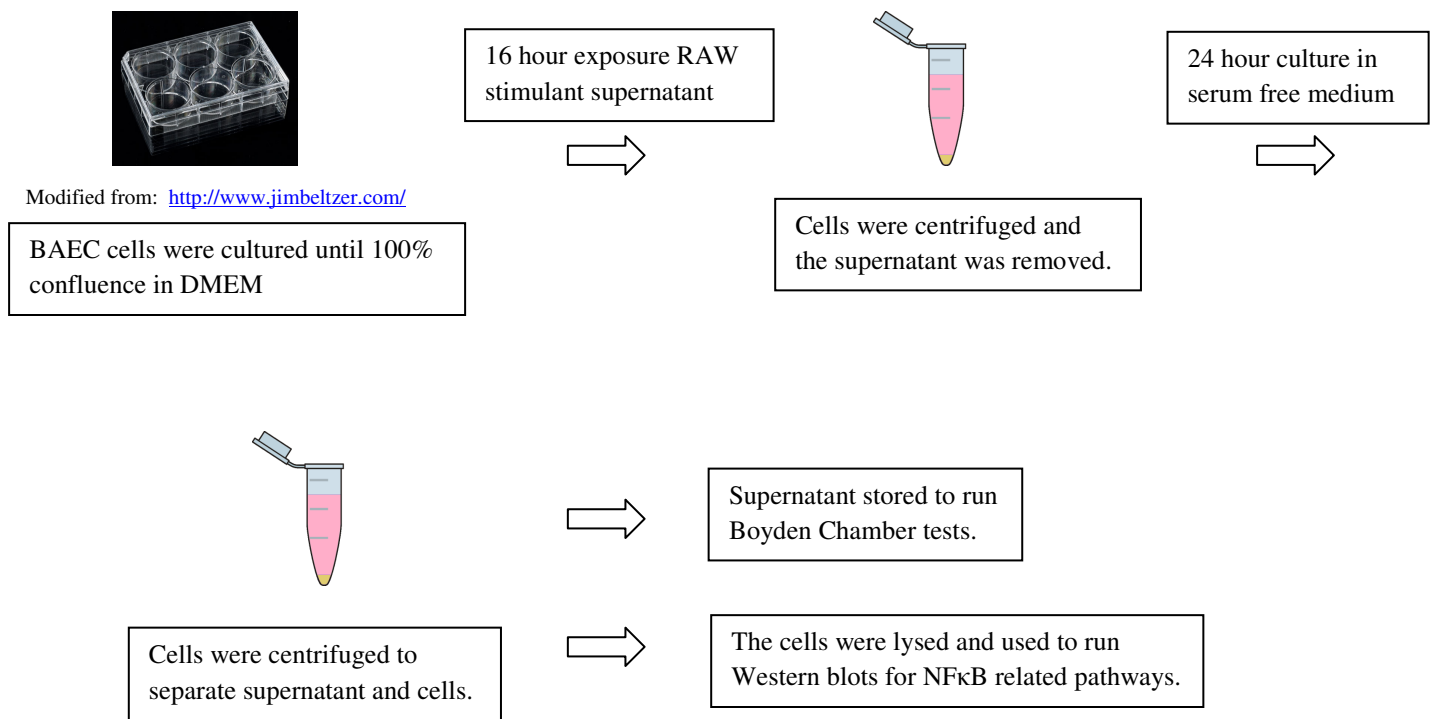 16 hour exposure RAW
stimulant supernatant
24 hour culture in
serum free medium
Modified from: http://www.jimbeltzer.com/
BAEC cells were cultured until 100%
confluence in DMEM
Cells were centrifuged and
the supernatant was removed.
Supernatant stored to run
Boyden Chamber tests.
Cells were centrifuged to
separate supernatant and cells.
The cells were lysed and used to run
Western blots for NFκB related pathways.